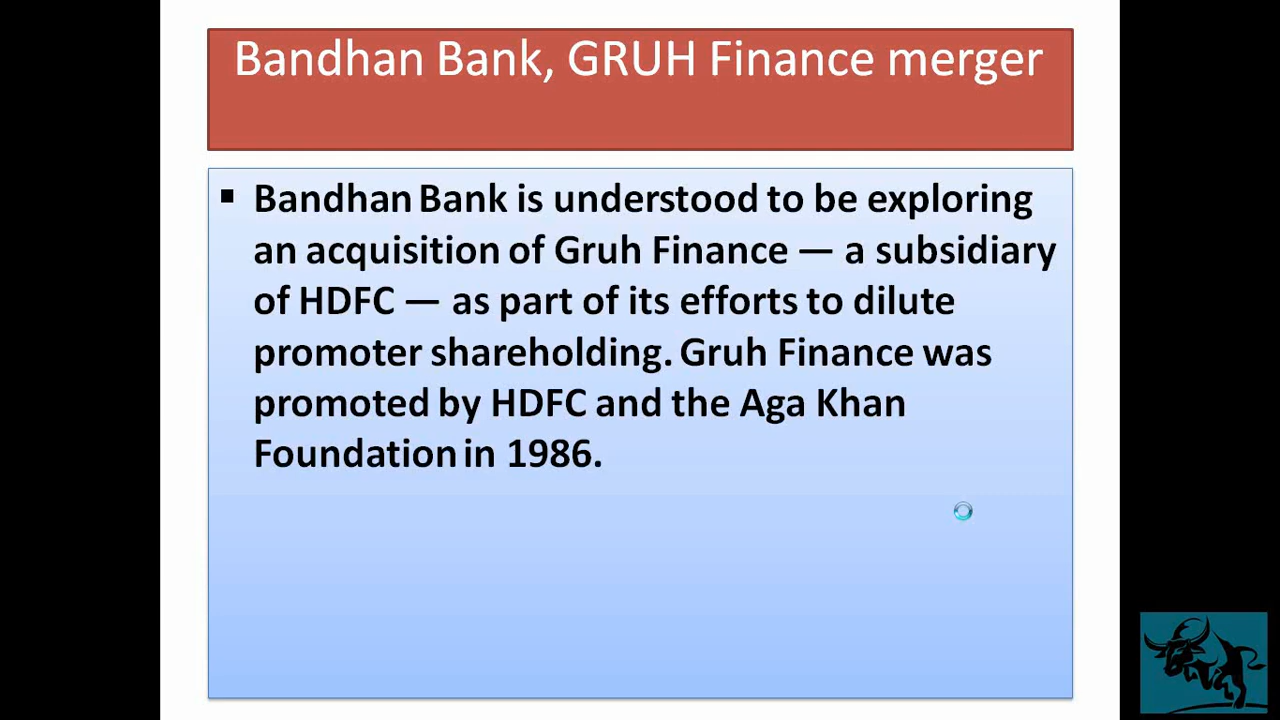 Bandhan Bank, GRUH Finance merger
Bandhan Bank is understood to be exploring
an acquisition of Gruh Finance — a subsidiary
of HDFC — as part of its efforts to dilute
promoter shareholding. Gruh Finance was
promoted by HDFC and the Aga Khan
Foundation in 1986.